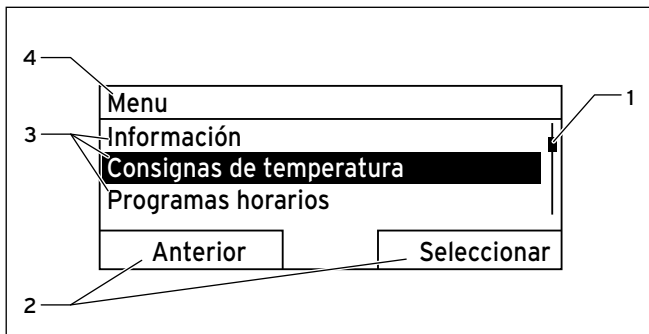 4
Menu
1
3
Información
Consignas de temperatura
Programas horarios
Anterior Seleccionar
2